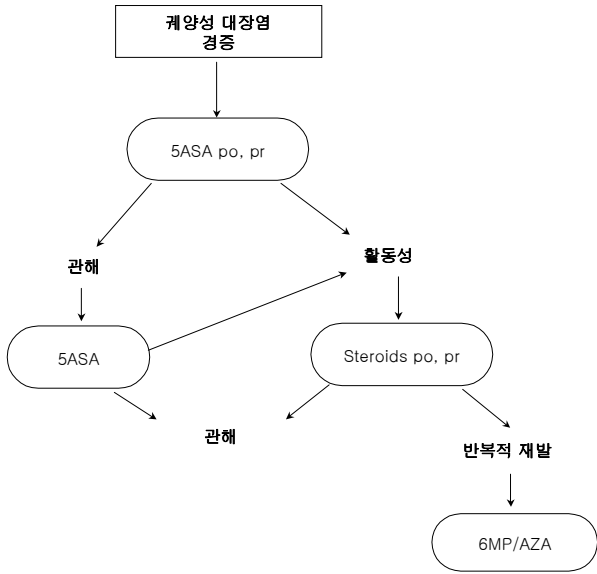 궤양성 대장염
경증
5ASA po, pr
관해
활동성
5ASA
Steroids po, pr
관해
반복적 재발
6MP/AZA